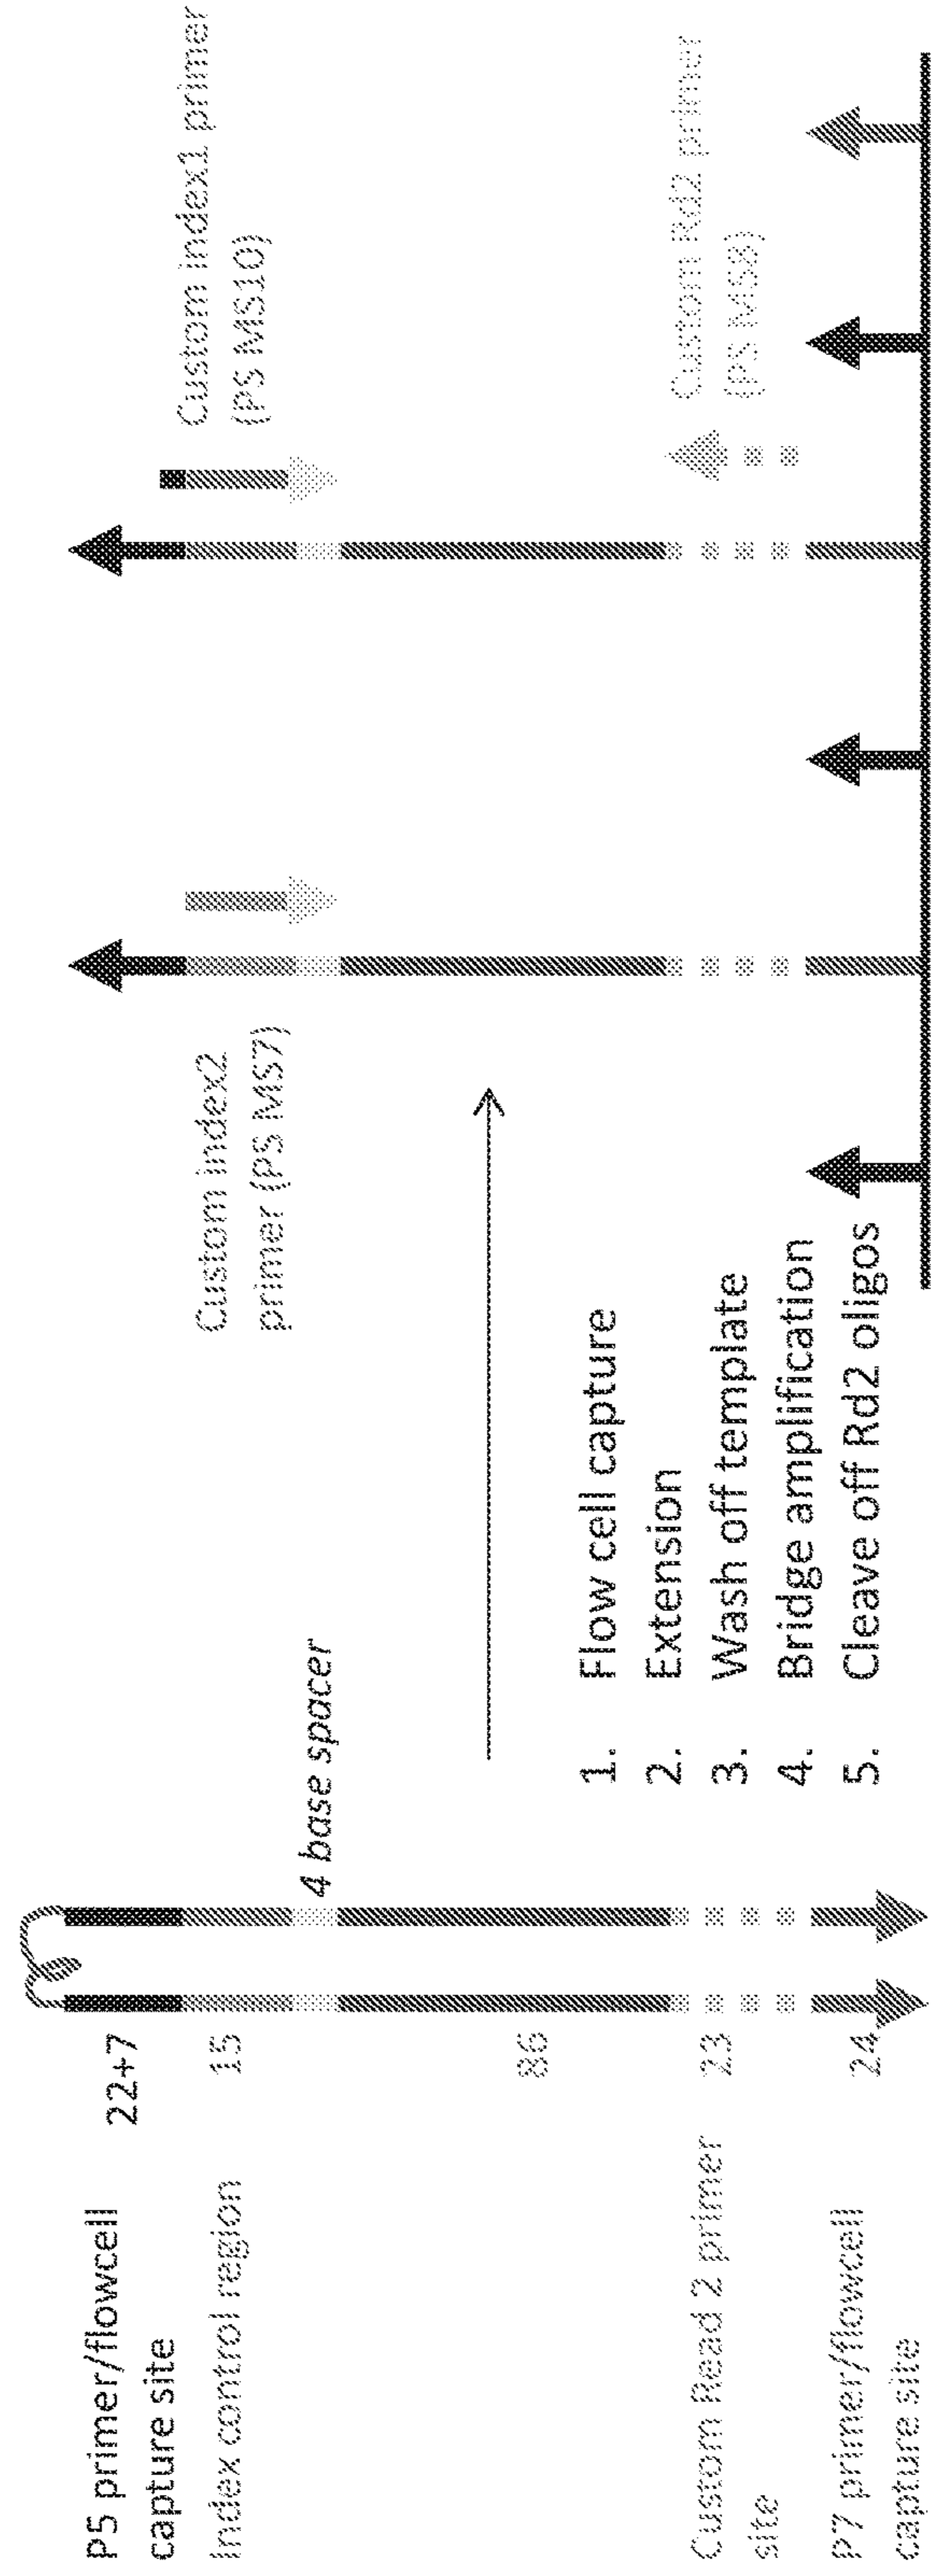 P5 primer/flowcell
capture site
22+7
Index control region
15
4 base spacer
86
Custom Read 2 primer
site
23
P7 primer/flowcell
capture site
24
1. Flow cell capture
2. Extension
3. Wash off template
4. Bridge amplification
5. Cleave off Rd2 oligos
Custom index2
primer (PS MS7)
Custom index1 primer
(PS MS10)
Custom Rd2 primer
(PS MS8)